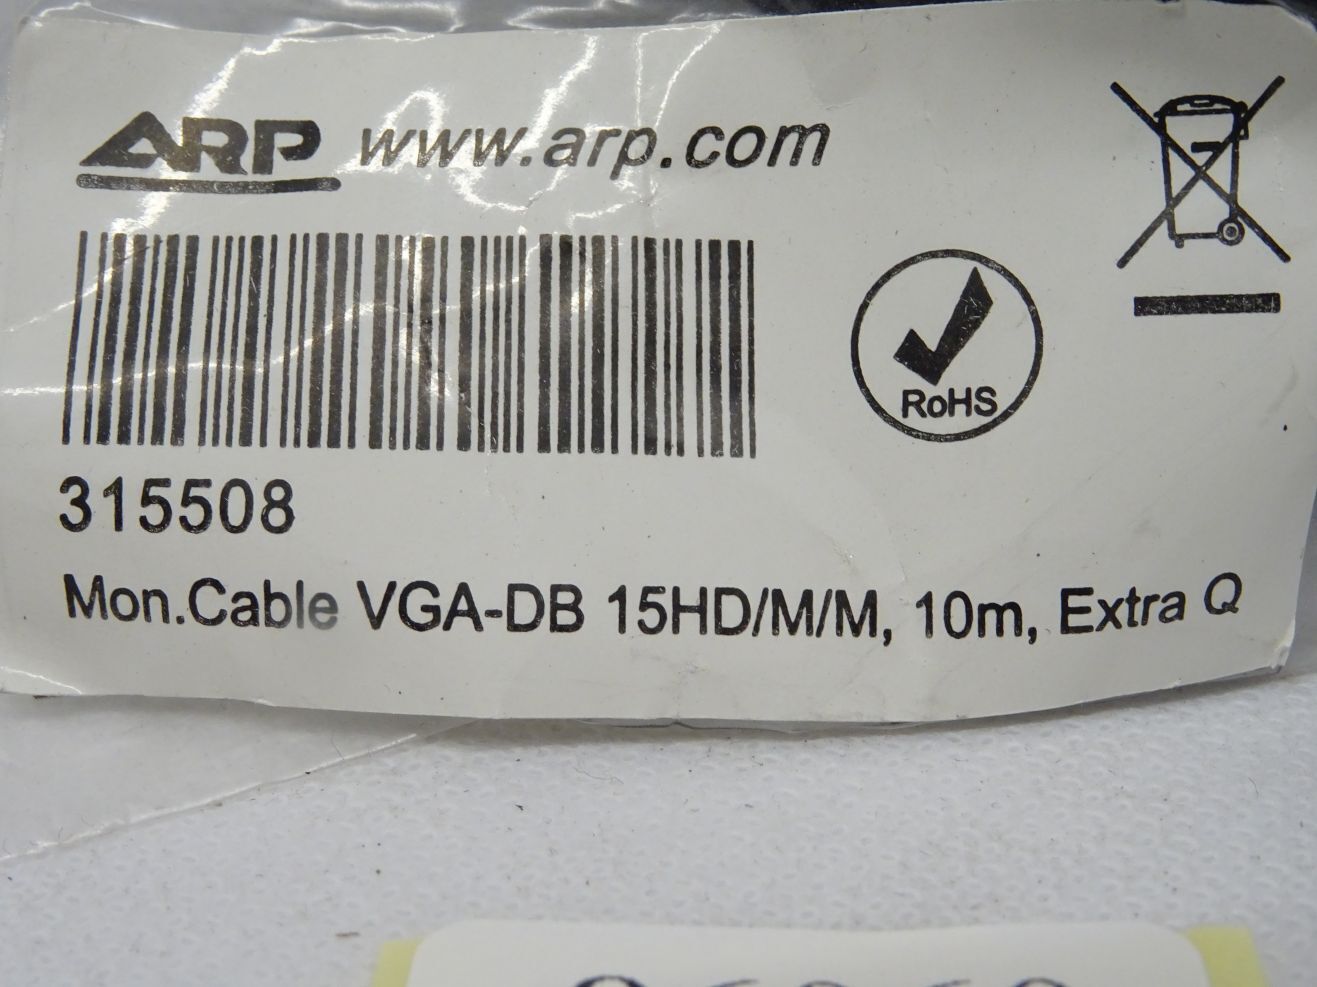 ARP www.arp.com
RoHS
315508
Mon.Cable VGA-DB 15HD/M/M, 10m, Extra Q